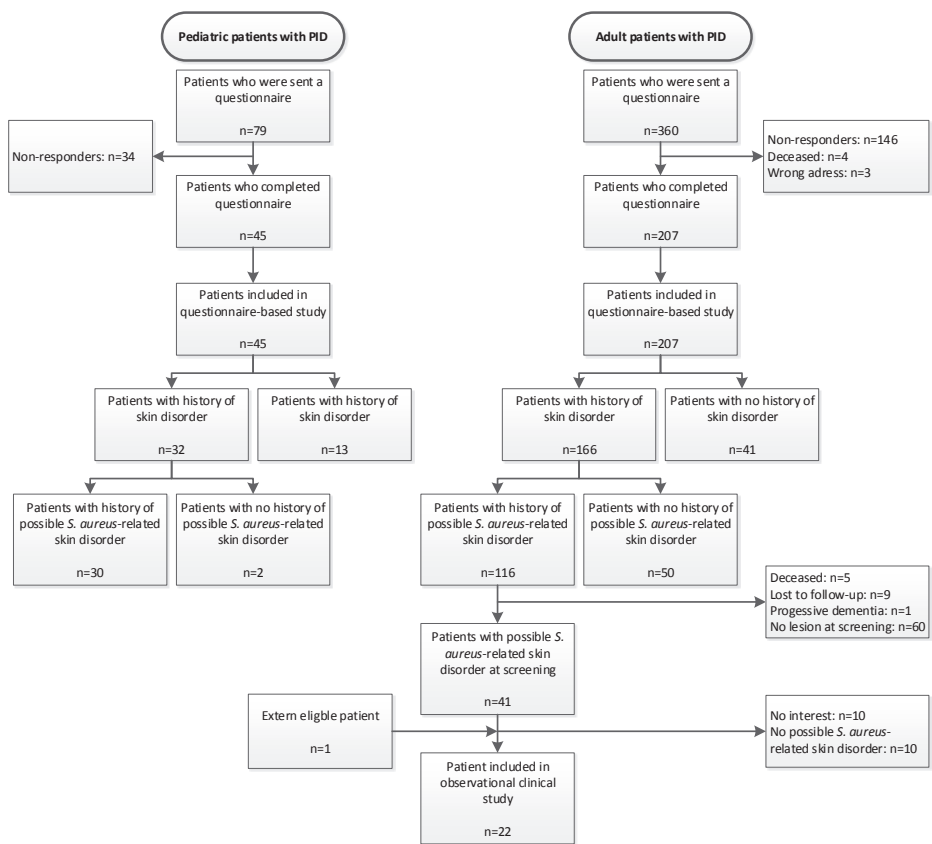 Pediatric patients with PID
Adult patients with PID
Patients who were sent a
questionnaire
n=79
Patients who were sent a
questionnaire
n=360
Non-responders: n=34
Non-responders: n=146
Deceased: n=4
Wrong adress: n=3
Patients who completed
questionnaire
n=45
Patients who completed
questionnaire
n=207
Patients included in
questionnaire-based study
n=45
Patients included in
questionnaire-based study
n=207
Patients with history of
skin disorder
n=32
Patients with history of
skin disorder
n=13
Patients with history of
skin disorder
n=166
Patients with no history of
skin disorder
n=41
Patients with history of
possible S. aureus-related
skin disorder
n=30
Patients with no history of
possible S. aureus-related
skin disorder
n=2
Patients with history of
possible S. aureus-related
skin disorder
n=116
Patients with no history of
possible S. aureus-related
skin disorder
n=50
Deceased: n=5
Lost to follow-up: n=9
Progessive dementia: n=1
No lesion at screening: n=60
Patients with possible S.
aureus-related skin
disorder at screening
n=41
Extern eligble patient
n=1
No interest: n=10
No possible S. aureus-
related skin disorder: n=10
Patient included in
observational clinical
study
n=22